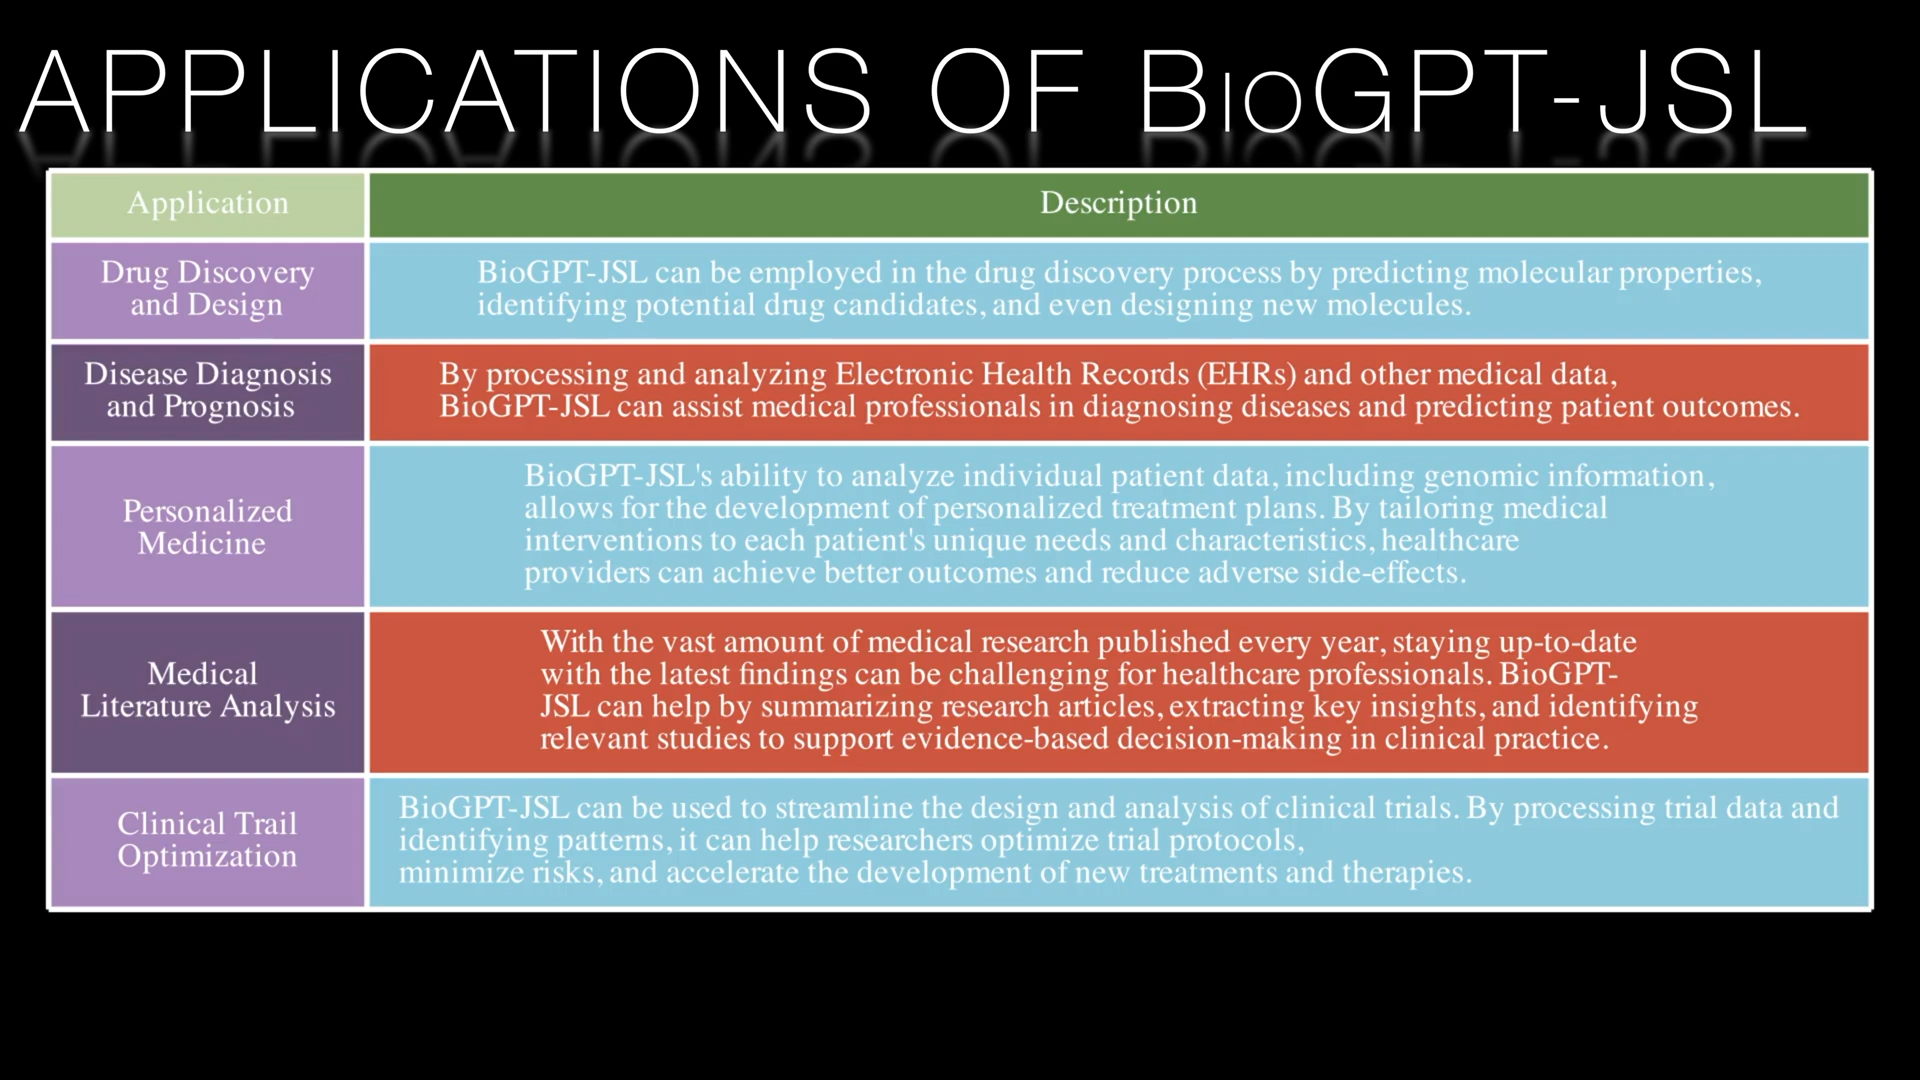 APPLICATIONS OF BIOGPT-JSL
Application
Description
Drug Discovery
and Design
BioGPT-JSL can be employed in the drug discovery process by predicting molecular properties,
identifying potential drug candidates, and even designing new molecules.
Disease Diagnosis
and Prognosis
By processing and analyzing Electronic Health Records (EHRs) and other medical data,
BioGPT-JSL can assist medical professionals in diagnosing diseases and predicting patient outcomes.
Personalized
Medicine
BioGPT-JSL's ability to analyze individual patient data, including genomic information,
allows for the development of personalized treatment plans. By tailoring medical
interventions to each patient's unique needs and characteristics, healthcare
providers can achieve better outcomes and reduce adverse side-effects.
Medical
Literature Analysis
With the vast amount of medical research published every year, staying up-to-date
with the latest findings can be challenging for healthcare professionals. BioGPT-
JSL can help by summarizing research articles, extracting key insights, and identifying
relevant studies to support evidence-based decision-making in clinical practice.
Clinical Trail
Optimization
BioGPT-JSL can be used to streamline the design and analysis of clinical trials. By processing trial data and
identifying patterns, it can help researchers optimize trial protocols,
minimize risks, and accelerate the development of new treatments and therapies.